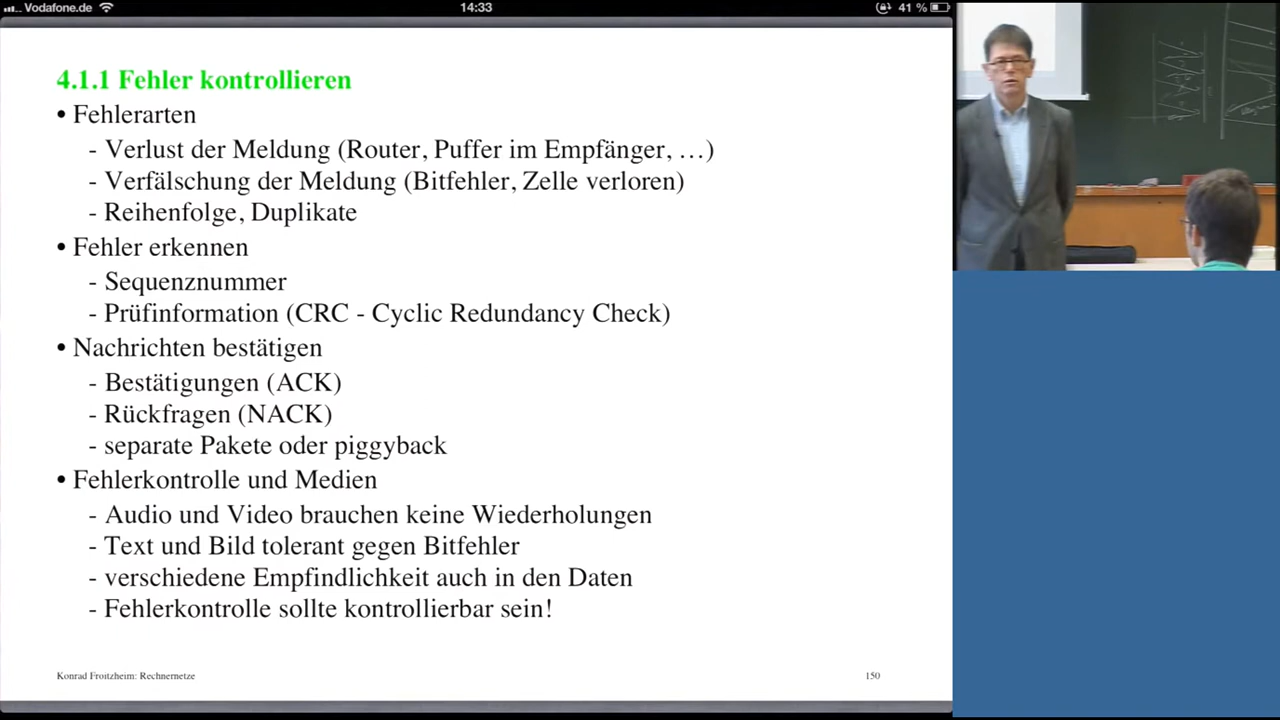 Vodafone.de
14:33
41 %
4.1.1 Fehler kontrollieren
• Fehlerarten
- Verlust der Meldung (Router, Puffer im Empfänger, …)
- Verfälschung der Meldung (Bitfehler, Zelle verloren)
- Reihenfolge, Duplikate
• Fehler erkennen
- Sequenznummer
- Prüfinformation (CRC - Cyclic Redundancy Check)
• Nachrichten bestätigen
- Bestätigungen (ACK)
- Rückfragen (NACK)
- separate Pakete oder piggyback
• Fehlerkontrolle und Medien
- Audio und Video brauchen keine Wiederholungen
- Text und Bild tolerant gegen Bitfehler
- verschiedene Empfindlichkeit auch in den Daten
- Fehlerkontrolle sollte kontrollierbar sein!
Konrad Froitzheim: Rechnernetze
150